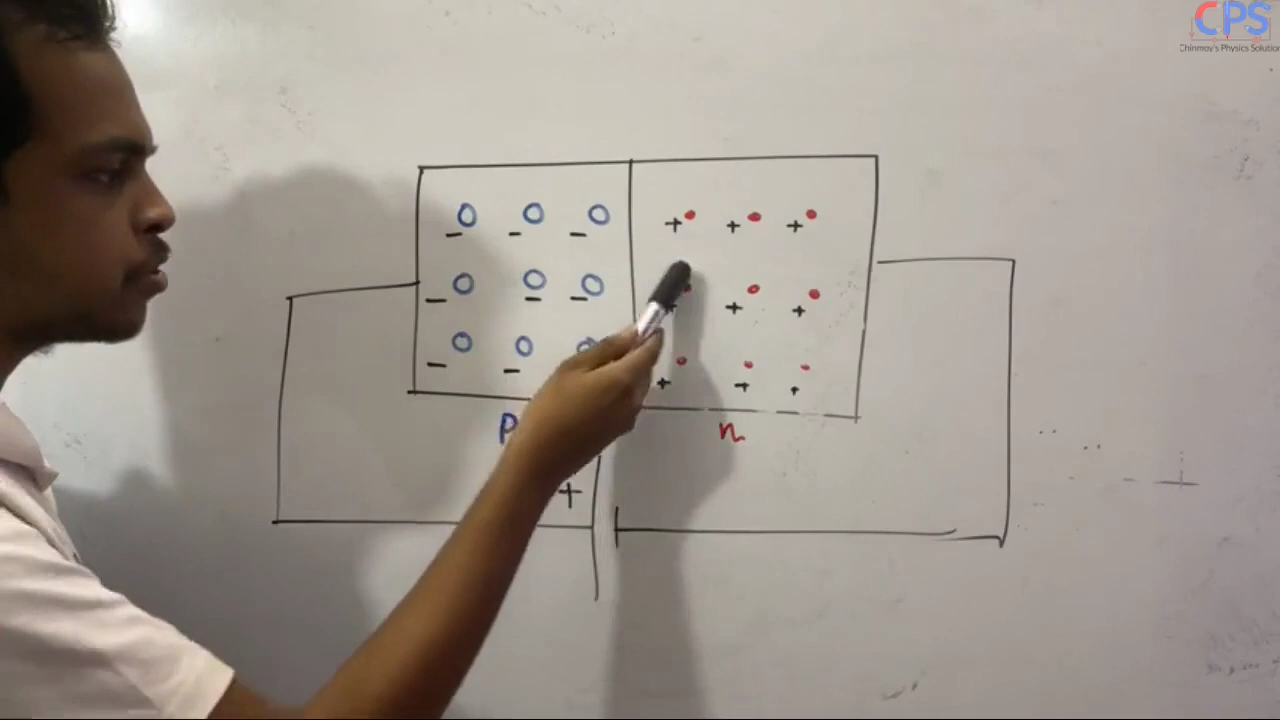 CPS
Chinmoy's Physics Solution
− − −
+ + +
− − −
+ +
− −
+ + +
P
n
+